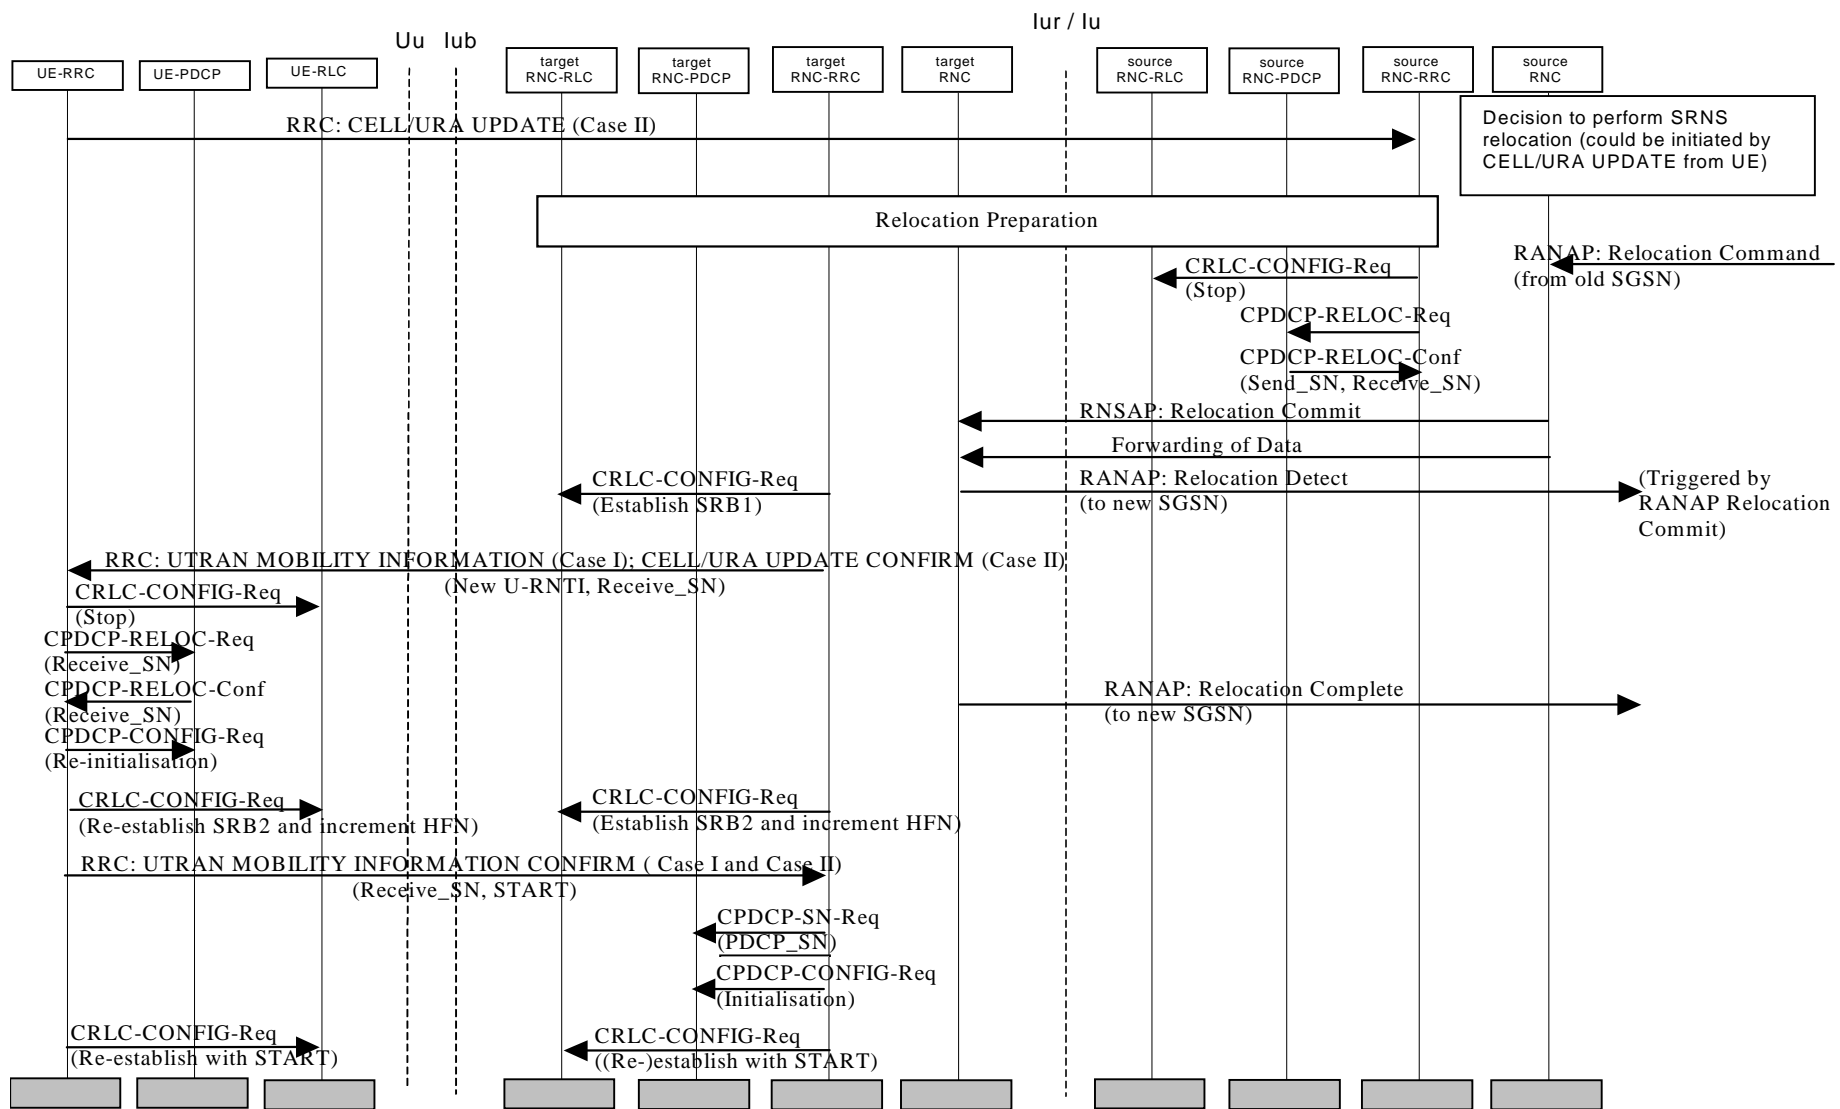 Iur / Iu
Uu
Iub
UE-RRC
UE-PDCP
UE-RLC
target
RNC-RLC
target
RNC-PDCP
target
RNC-RRC
target
RNC
source
RNC-RLC
source
RNC-PDCP
source
RNC-RRC
source
RNC
RRC: CELL/URA UPDATE (Case II)
Decision to perform SRNS
relocation (could be initiated by
CELL/URA UPDATE from UE)
Relocation Preparation
RANAP: Relocation Command
(from old SGSN)
CRLC-CONFIG-Req
(Stop)
CPDCP-RELOC-Req
CPDCP-RELOC-Conf
(Send_SN, Receive_SN)
RNSAP: Relocation Commit
Forwarding of Data
CRLC-CONFIG-Req
(Establish SRB1)
RANAP: Relocation Detect
(to new SGSN)
(Triggered by
RANAP Relocation
Commit)
RRC: UTRAN MOBILITY INFORMATION (Case I); CELL/URA UPDATE CONFIRM (Case II)
(New U-RNTI, Receive_SN)
CRLC-CONFIG-Req
(Stop)
CPDCP-RELOC-Req
(Receive_SN)
CPDCP-RELOC-Conf
(Receive_SN)
RANAP: Relocation Complete
(to new SGSN)
CPDCP-CONFIG-Req
(Re-initialisation)
CRLC-CONFIG-Req
(Re-establish SRB2 and increment HFN)
CRLC-CONFIG-Req
(Establish SRB2 and increment HFN)
RRC: UTRAN MOBILITY INFORMATION CONFIRM ( Case I and Case II)
(Receive_SN, START)
CPDCP-SN-Req
(PDCP_SN)
CPDCP-CONFIG-Req
(Initialisation)
CRLC-CONFIG-Req
(Re-establish with START)
CRLC-CONFIG-Req
((Re-)establish with START)